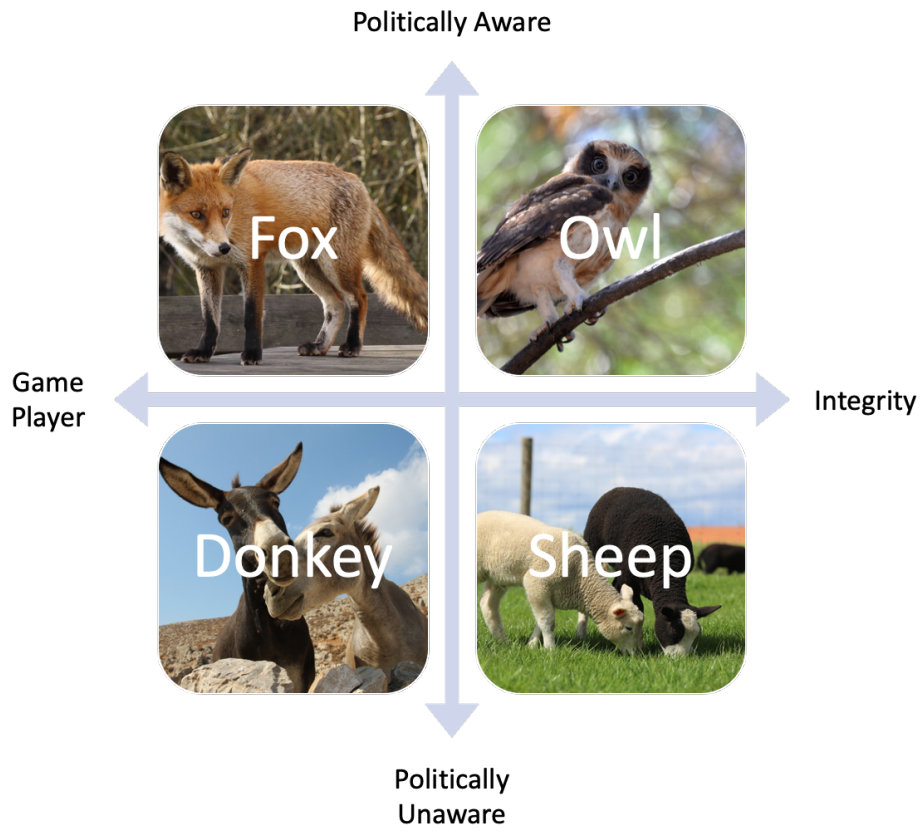 Politically Aware
Fox
Owl
Game
Player
Integrity
Donkey
Sheep
Politically
Unaware